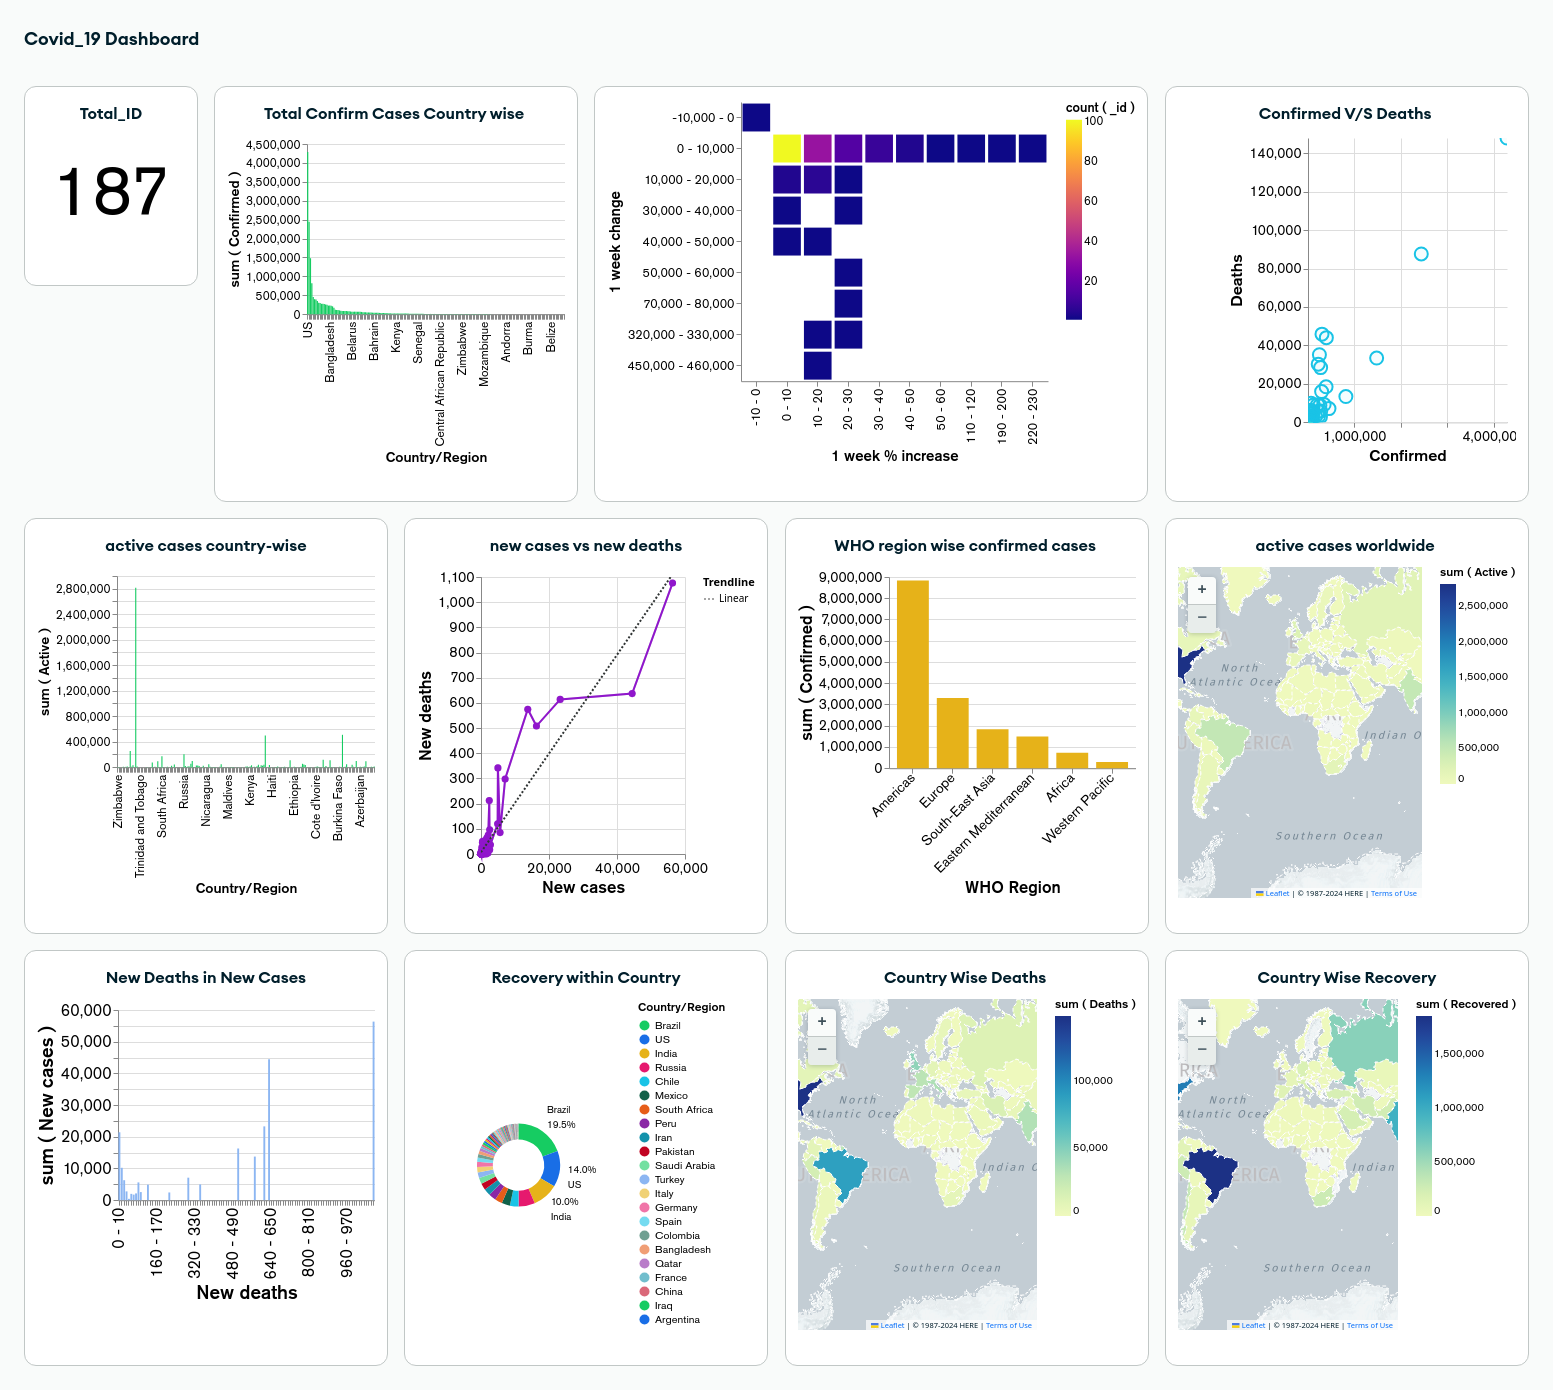 Covid_19 Dashboard
Total_ID
187
Total Confirm Cases Country wise
sum ( Confirmed )
4,500,000
4,000,000
3,500,000
3,000,000
2,500,000
2,000,000
1,500,000
1,000,000
500,000
0
US
Bangladesh
Belarus
Bahrain
Kenya
Senegal
Central African Republic
Zimbabwe
Mozambique
Andorra
Burma
Belize
Country/Region
1 week change
-10,000 - 0
0 - 10,000
10,000 - 20,000
30,000 - 40,000
40,000 - 50,000
50,000 - 60,000
70,000 - 80,000
320,000 - 330,000
450,000 - 460,000
-10 - 0
0 - 10
10 - 20
20 - 30
30 - 40
40 - 50
50 - 60
110 - 120
190 - 200
220 - 230
1 week % increase
count ( _id )
100
80
60
40
20
Confirmed V/S Deaths
Deaths
140,000
120,000
100,000
80,000
60,000
40,000
20,000
0
1,000,000
4,000,00
Confirmed
active cases country-wise
sum ( Active )
2,800,000
2,400,000
2,000,000
1,600,000
1,200,000
800,000
400,000
0
Zimbabwe
Trinidad and Tobago
South Africa
Russia
Nicaragua
Maldives
Kenya
Haiti
Ethiopia
Cote d'Ivoire
Burkina Faso
Azerbaijan
Country/Region
new cases vs new deaths
New deaths
1,100
1,000
900
800
700
600
500
400
300
200
100
0
0
20,000
40,000
60,000
New cases
Trendline
Linear
WHO region wise confirmed cases
sum ( Confirmed )
9,000,000
8,000,000
7,000,000
6,000,000
5,000,000
4,000,000
3,000,000
2,000,000
1,000,000
0
Americas
Europe
South-East Asia
Eastern Mediterranean
Africa
Western Pacific
WHO Region
active cases worldwide
+
−
North
Atlantic Ocea
ERICA
Indian O
Southern Ocean
Leaflet | © 1987-2024 HERE | Terms of Use
sum ( Active )
2,500,000
2,000,000
1,500,000
1,000,000
500,000
0
New Deaths in New Cases
sum ( New cases )
60,000
50,000
40,000
30,000
20,000
10,000
0
0 - 10
160 - 170
320 - 330
480 - 490
640 - 650
800 - 810
960 - 970
New deaths
Recovery within Country
Brazil
19.5%
14.0%
US
10.0%
India
Country/Region
Brazil
US
India
Russia
Chile
Mexico
South Africa
Peru
Iran
Pakistan
Saudi Arabia
Turkey
Italy
Germany
Spain
Colombia
Bangladesh
Qatar
France
China
Iraq
Argentina
Country Wise Deaths
+
−
North
Atlantic Ocea
ERICA
Indian O
Southern Ocean
Leaflet | © 1987-2024 HERE | Terms of Use
sum ( Deaths )
100,000
50,000
0
Country Wise Recovery
+
−
RICA
North
Atlantic Ocea
ERICA
Indian
Southern Ocean
Leaflet | © 1987-2024 HERE | Terms of Use
sum ( Recovered )
1,500,000
1,000,000
500,000
0